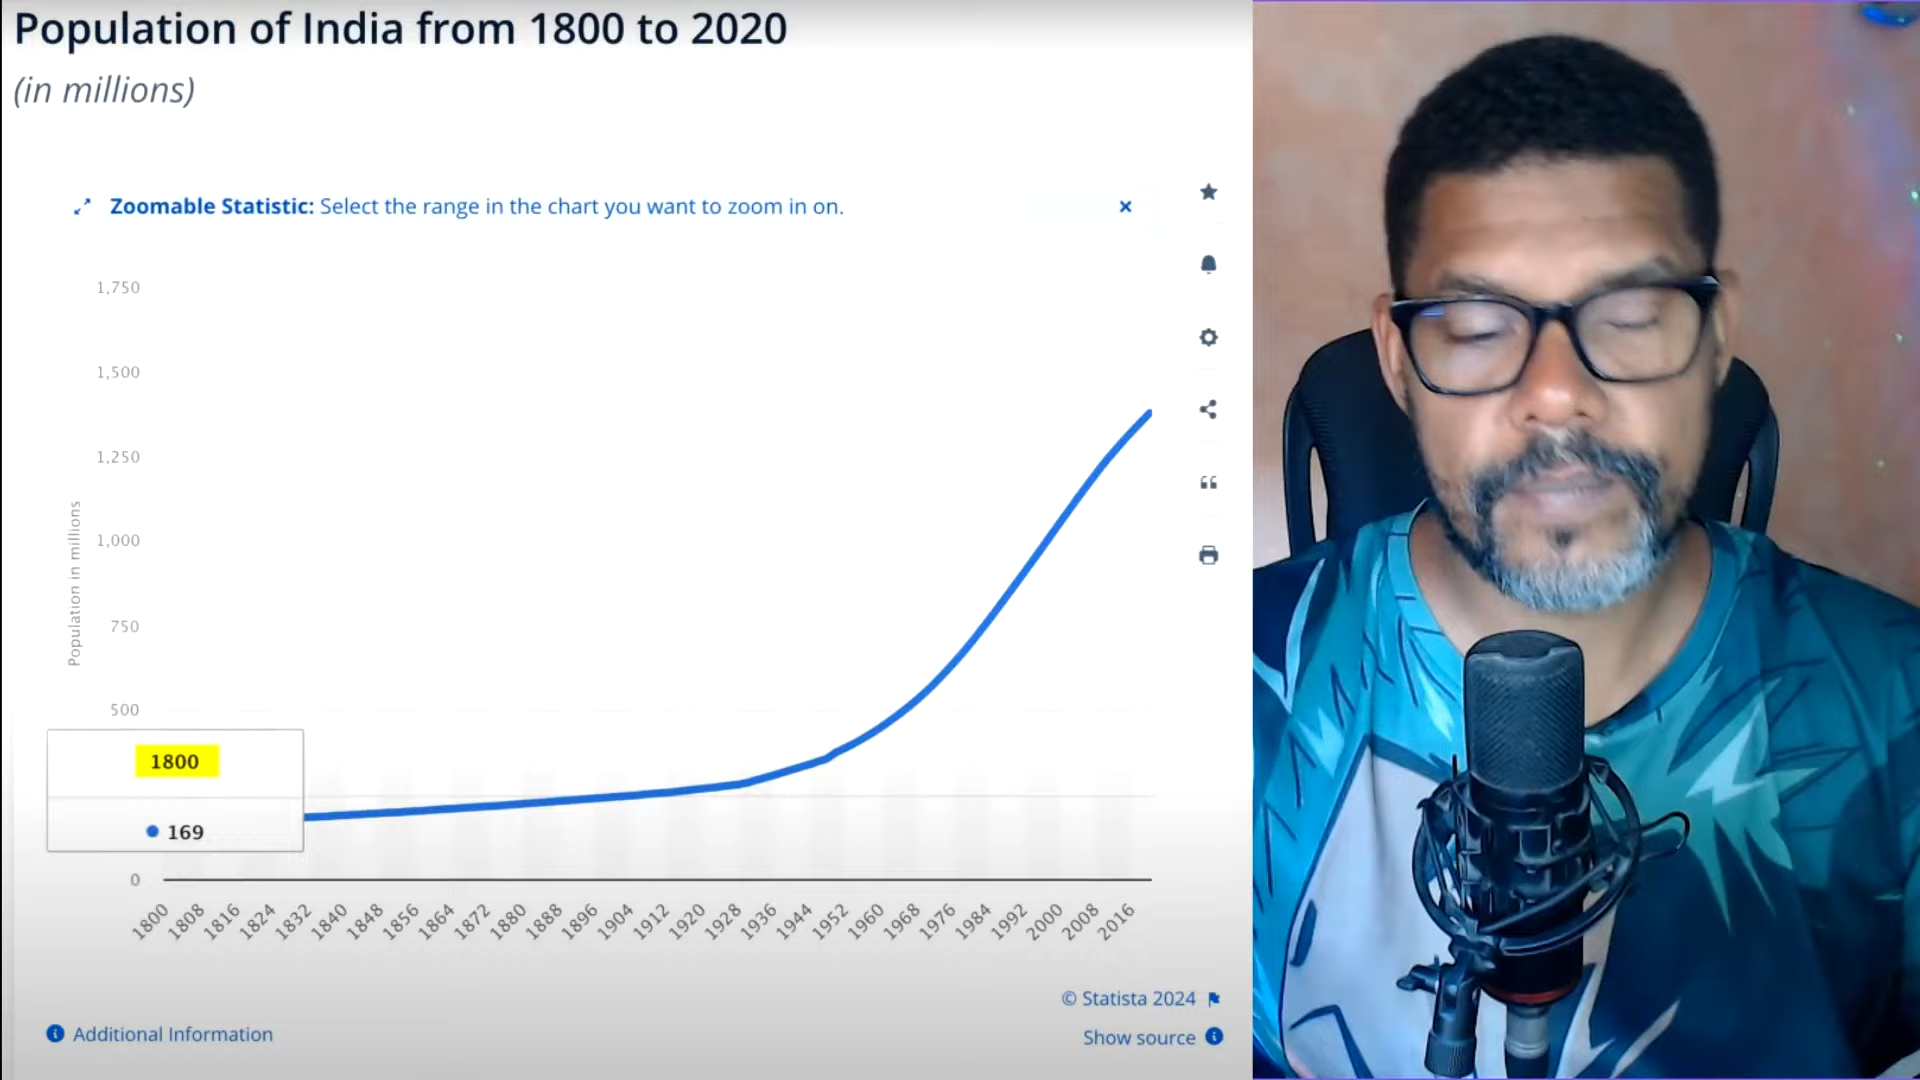 Population of India from 1800 to 2020
(in millions)
Zoomable Statistic: Select the range in the chart you want to zoom in on.
Population in millions
1,750
1,500
1,250
1,000
750
500
0
1800
169
1800 1808 1816 1824 1832 1840 1848 1856 1864 1872 1880 1888 1896 1904 1912 1920 1928 1936 1944 1952 1960 1968 1976 1984 1992 2000 2008 2016
© Statista 2024
Additional Information
Show source